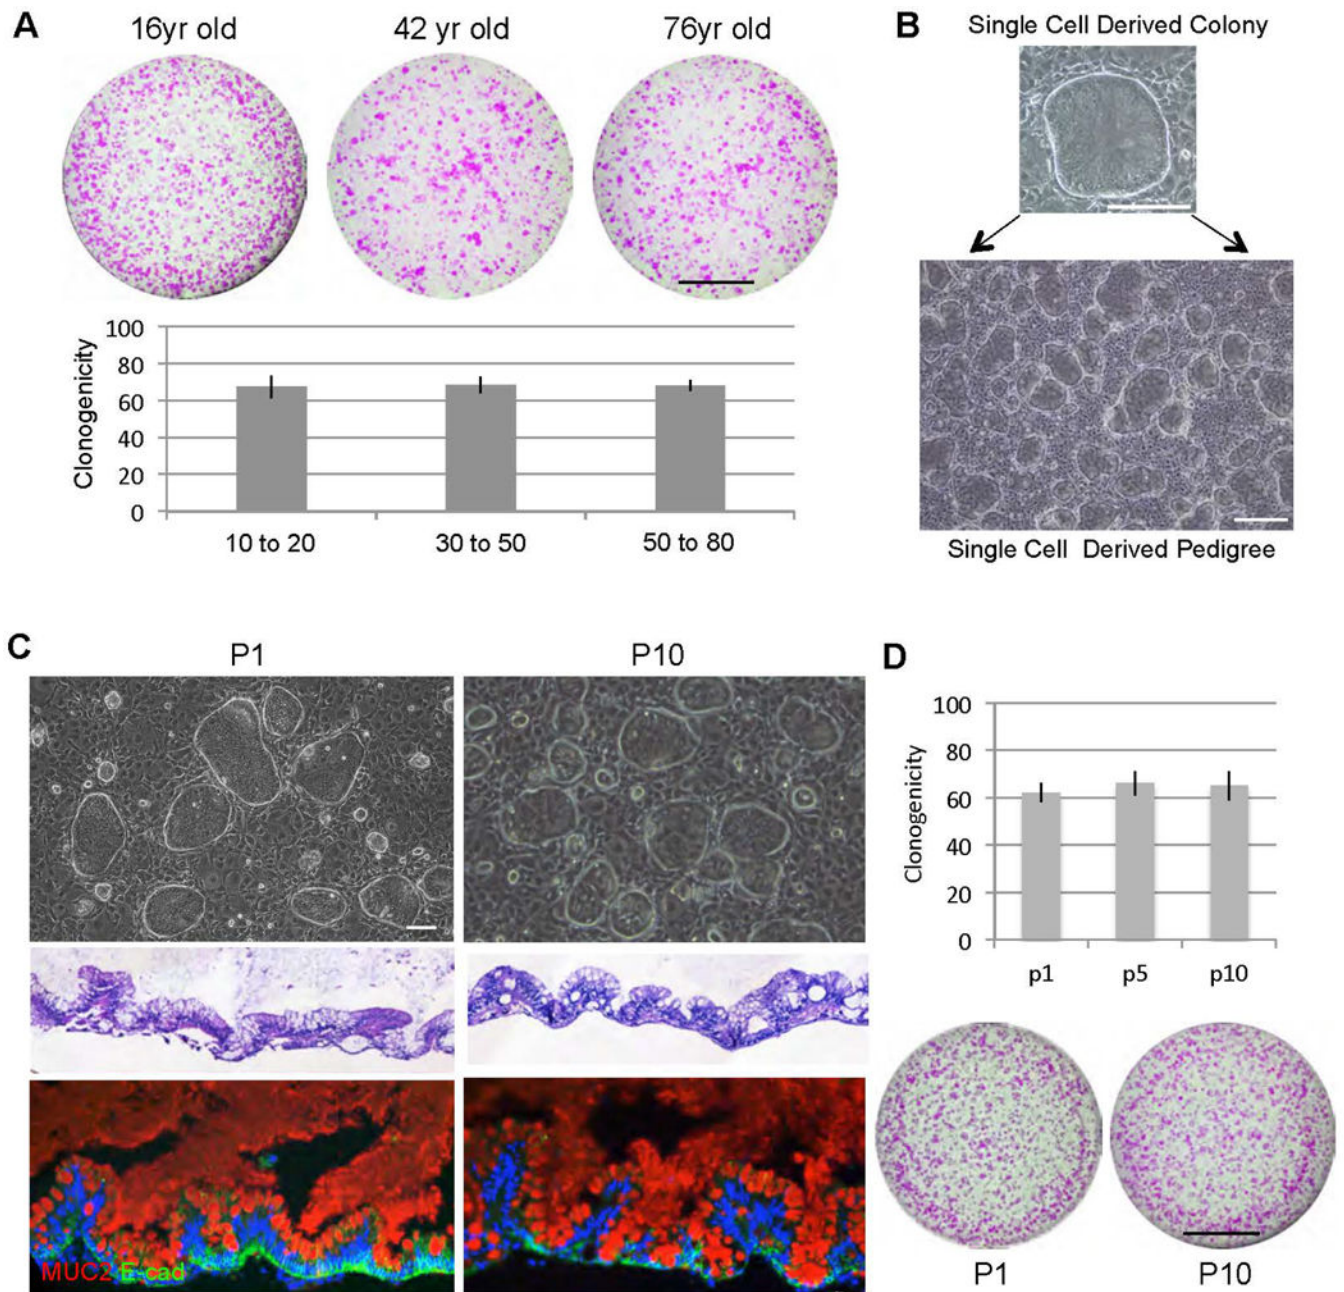 A
16yr old
42 yr old
76yr old
Clonogenicity
100
80
60
40
20
0
10 to 20
30 to 50
50 to 80
B
Single Cell Derived Colony
Single Cell Derived Pedigree
C
P1
P10
MUC2 E-cad
D
Clonogenicity
100
80
60
40
20
0
p1
p5
p10
P1
P10